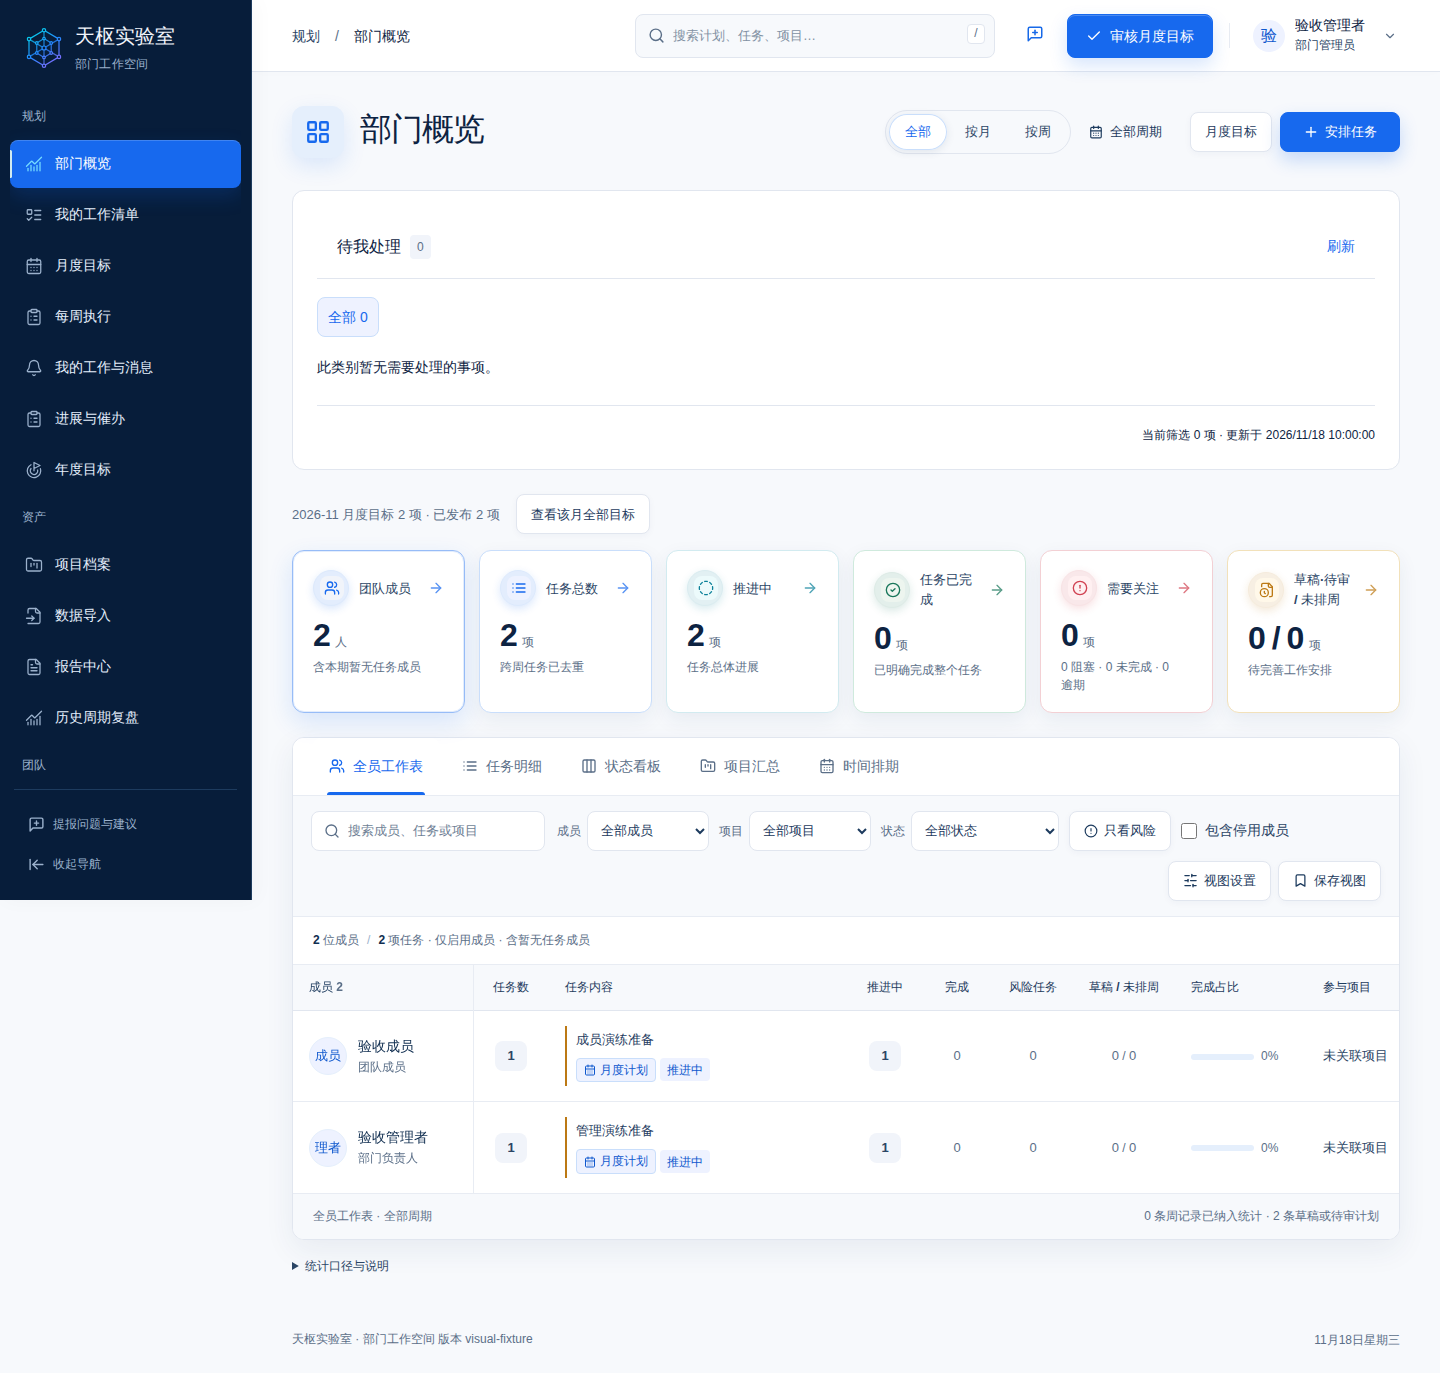 天枢实验室
部门工作空间
规划
部门概览
我的工作清单
月度目标
每周执行
我的工作与消息
进展与催办
年度目标
资产
项目档案
数据导入
报告中心
历史周期复盘
团队
提报问题与建议
收起导航
规划 / 部门概览
搜索计划、任务、项目… /
审核月度目标
验 验收管理者
部门管理员
部门概览
全部 按月 按周 全部周期 月度目标 安排任务
待我处理 0 刷新
全部 0
此类别暂无需要处理的事项。
当前筛选 0 项 · 更新于 2026/11/18 10:00:00
2026-11 月度目标 2 项 · 已发布 2 项 查看该月全部目标
团队成员
2 人
含本期暂无任务成员
任务总数
2 项
跨周任务已去重
推进中
2 项
任务总体进展
任务已完
成
0 项
已明确完成整个任务
需要关注
0 项
0 阻塞 · 0 未完成 · 0
逾期
草稿·待审
/ 未排周
0 / 0 项
待完善工作安排
全员工作表 任务明细 状态看板 项目汇总 时间排期
搜索成员、任务或项目 成员 全部成员 项目 全部项目 状态 全部状态 只看风险 包含停用成员
视图设置 保存视图
2 位成员 / 2 项任务 · 仅启用成员 · 含暂无任务成员
成员 2 任务数 任务内容 推进中 完成 风险任务 草稿 / 未排周 完成占比 参与项目
成员 验收成员
团队成员
1
成员演练准备
月度计划 推进中
1 0 0 0 / 0 0% 未关联项目
理者 验收管理者
部门负责人
1
管理演练准备
月度计划 推进中
1 0 0 0 / 0 0% 未关联项目
全员工作表 · 全部周期 0 条周记录已纳入统计 · 2 条草稿或待审计划
统计口径与说明
天枢实验室 · 部门工作空间 版本 visual-fixture 11月18日星期三